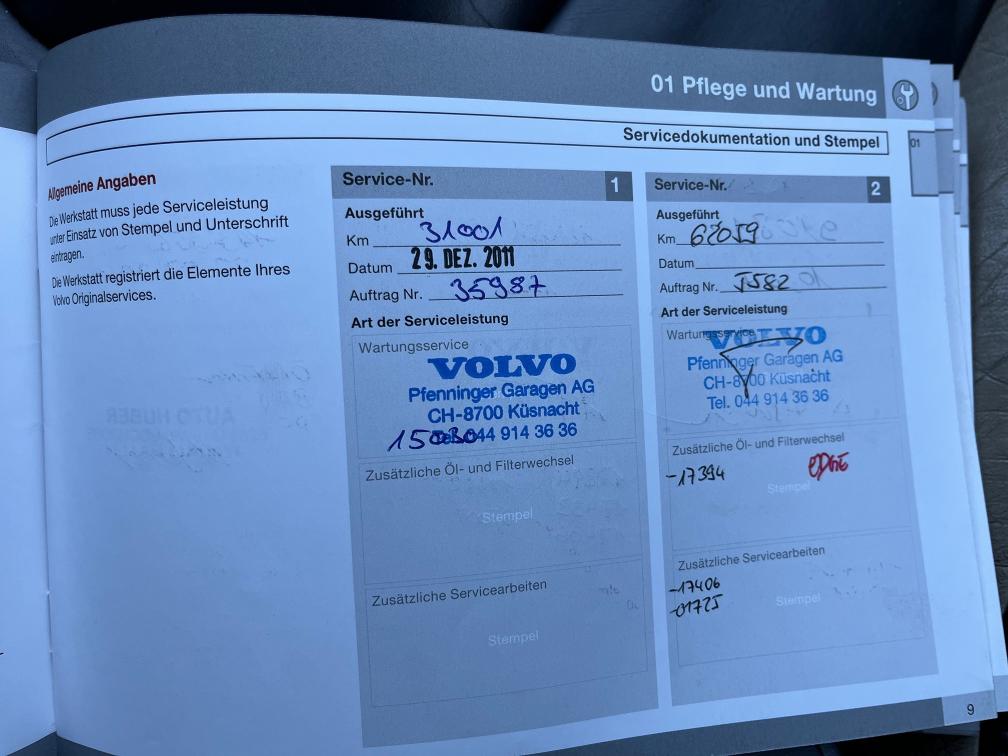 01 Pflege und Wartung
Servicedokumentation und Stempel
01
Allgemeine Angaben
Die Werkstatt muss jede Serviceleistung
unter Einsatz von Stempel und Unterschrift
eintragen.
Die Werkstatt registriert die Elemente Ihres
Volvo Originalservices.
Service-Nr. 1
Ausgeführt
Km 31001
Datum 29. DEZ. 2011
Auftrag Nr. 35987
Art der Serviceleistung
Wartungsservice
VOLVO
Pfenninger Garagen AG
CH-8700 Küsnacht
Tel. 044 914 36 36
Zusätzliche Öl- und Filterwechsel
Stempel
Zusätzliche Servicearbeiten
Stempel
Service-Nr. 2
Ausgeführt
Km 62059
Datum
Auftrag Nr.
Art der Serviceleistung
Wartungsservice
VOLVO
Pfenninger Garagen AG
CH-8700 Küsnacht
Tel. 044 914 36 36
Zusätzliche Öl- und Filterwechsel
-17394
Stempel
Zusätzliche Servicearbeiten
-17406
-01725
Stempel
9